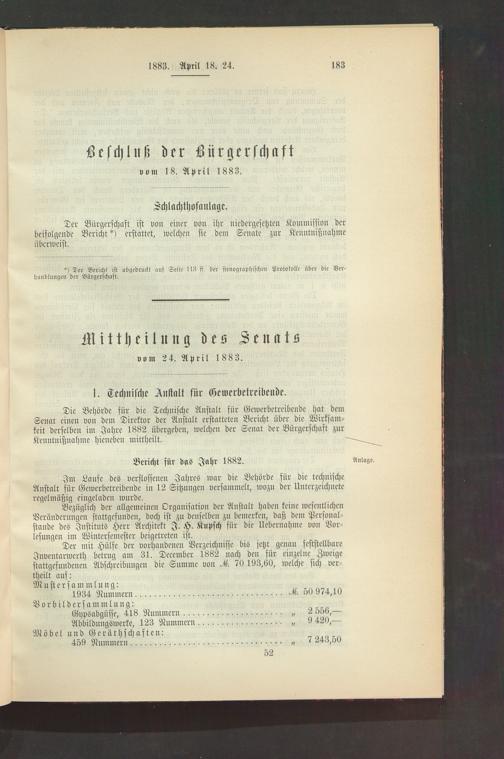 1883. April 18. 24.
183
Beschluß der Bürgerschaft
vom 18. April 1883.
Schlachthofanlage.
Der Bürgerschaft ist von einer von ihr niedergesetzten Kommission der
beifolgende Bericht*) erstattet, welchen sie dem Senate zur Kenntnißnahme
überweist.
*) Der Bericht ist abgedruckt auf Seite 113 ff. der stenographischen Protokolle über die Ver-
handlungen der Bürgerschaft.
Mittheilung des Senats
vom 24. April 1883.
1. Technische Anstalt für Gewerbetreibende.
Die Behörde für die Technische Anstalt für Gewerbetreibende hat dem
Senat einen von dem Direktor der Anstalt erstatteten Bericht über die Wirksam-
keit derselben im Jahre 1882 übergeben, welchen der Senat der Bürgerschaft zur
Kenntnißnahme hieneben mittheilt.
Bericht für das Jahr 1882.
Anlage.
Im Laufe des verflossenen Jahres war die Behörde für die technische
Anstalt für Gewerbetreibende in 12 Sitzungen versammelt, wozu der Unterzeichnete
regelmäßig eingeladen wurde.
Bezüglich der allgemeinen Organisation der Anstalt haben keine wesentlichen
Veränderungen stattgefunden, doch ist zu denselben zu bemerken, daß dem Personal-
stande des Instituts Herr Architekt J. H. Kupsch für die Uebernahme von Vor-
lesungen im Wintersemester beigetreten ist.
Der mit Hülfe der vorhandenen Verzeichnisse bis jetzt genau feststellbare
Inventarwerth betrug am 31. December 1882 nach den für einzelne Zweige
stattgefundenen Abschreibungen die Summe von ℳ. 70 193,60, welche sich ver-
theilt auf:
Mustersammlung:
1934 Nummern ........................ ℳ. 50 974,10
Vorbildersammlung:
Gypsabgüsse, 418 Nummern ........................ „ 2 556,—
Abbildungswerke, 123 Nummern ........................ „ 9 420,—
Möbel und Geräthschaften:
459 Nummern ........................ „ 7 243,50
52